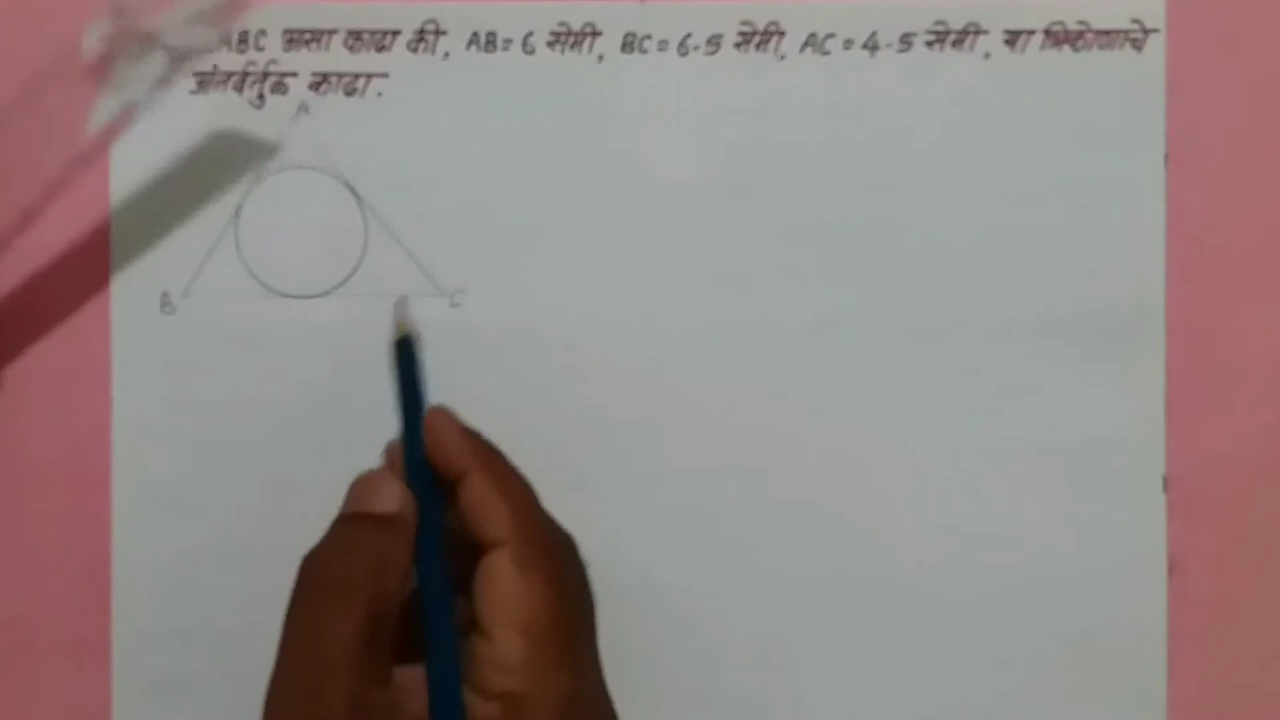 ABC असा काढा की, AB = 6 सेमी, BC = 6.5 सेमी, AC = 4.5 सेमी, या त्रिकोणाचे
अंतर्वर्तुळ काढा.
A
B
C